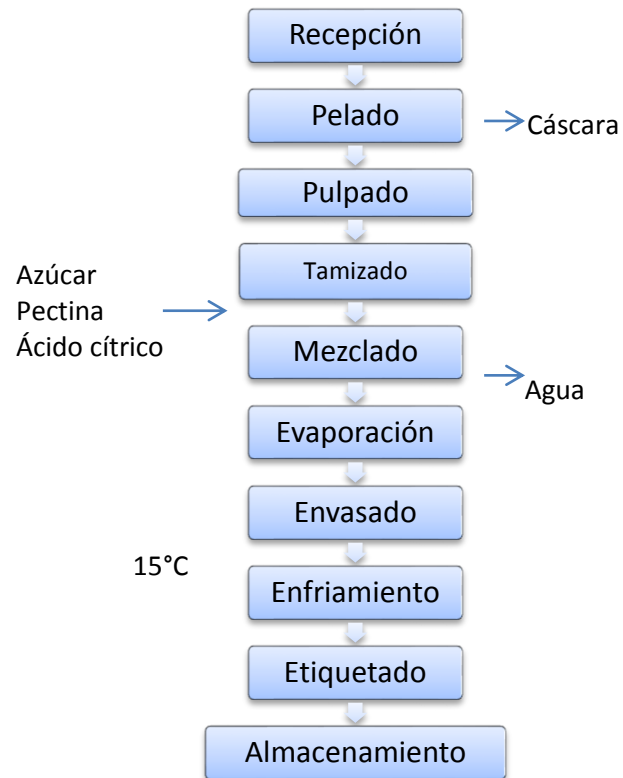 Recepción
Pelado
Cáscara
Pulpado
Tamizado
Azúcar
Pectina
Ácido cítrico
Mezclado
Agua
Evaporación
Envasado
15°C
Enfriamiento
Etiquetado
Almacenamiento